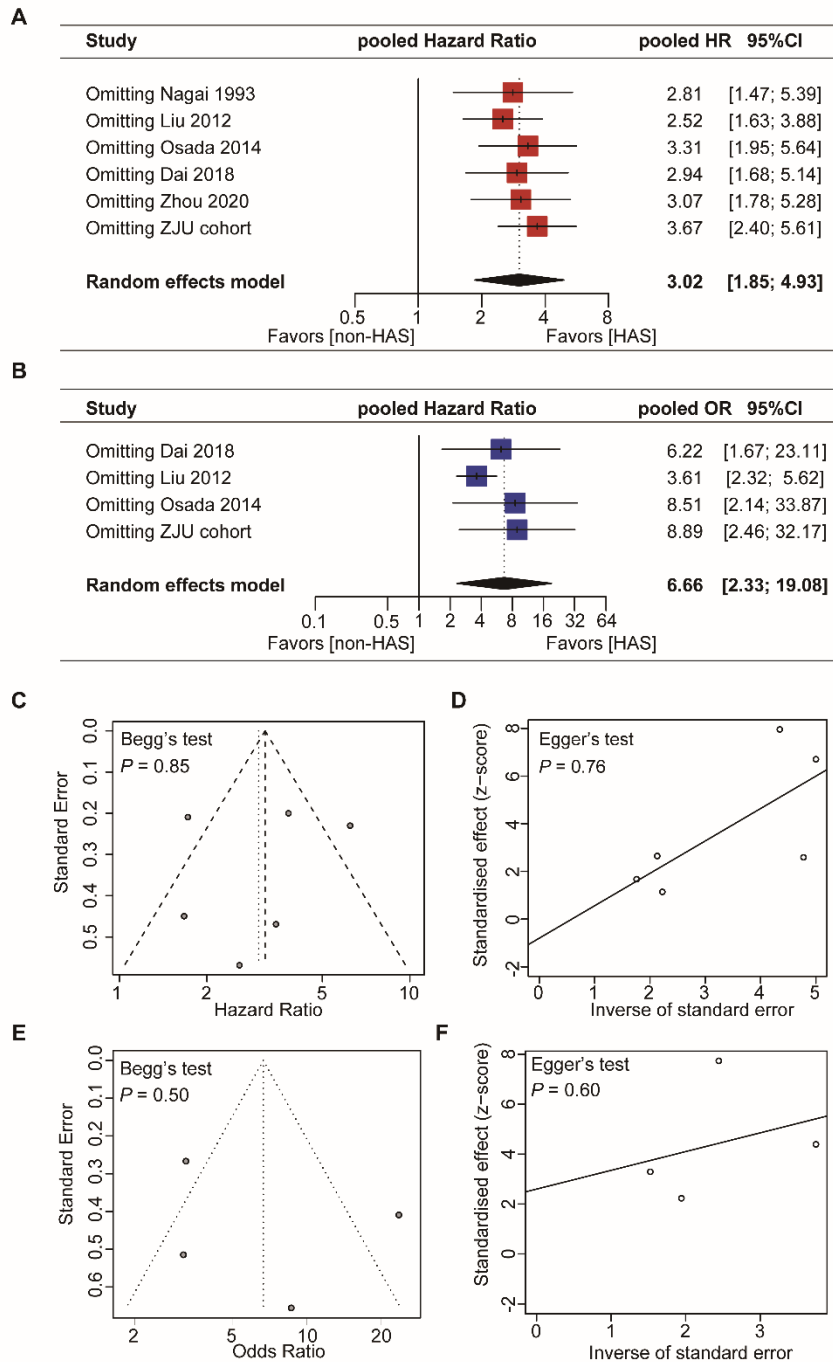 A
Study pooled Hazard Ratio pooled HR 95%CI
Omitting Nagai 1993 2.81 [1.47; 5.39]
Omitting Liu 2012 2.52 [1.63; 3.88]
Omitting Osada 2014 3.31 [1.95; 5.64]
Omitting Dai 2018 2.94 [1.68; 5.14]
Omitting Zhou 2020 3.07 [1.78; 5.28]
Omitting ZJU cohort 3.67 [2.40; 5.61]
Random effects model 3.02 [1.85; 4.93]
0.5 1 2 4 8
Favors [non-HAS] Favors [HAS]
B
Study pooled Hazard Ratio pooled OR 95%CI
Omitting Dai 2018 6.22 [1.67; 23.11]
Omitting Liu 2012 3.61 [2.32; 5.62]
Omitting Osada 2014 8.51 [2.14; 33.87]
Omitting ZJU cohort 8.89 [2.46; 32.17]
Random effects model 6.66 [2.33; 19.08]
0.1 0.5 1 2 4 8 16 32 64
Favors [non-HAS] Favors [HAS]
C
Begg's test
P = 0.85
Standard Error
0.0
0.1
0.2
0.3
0.4
0.5
1 2 5 10
Hazard Ratio
D
Egger's test
P = 0.76
Standardised effect (z−score)
8
6
4
2
0
-2
0 1 2 3 4 5
Inverse of standard error
E
Begg's test
P = 0.50
Standard Error
0.0
0.1
0.2
0.3
0.4
0.5
0.6
2 5 20
Odds Ratio
F
Egger's test
P = 0.60
Standardised effect (z−score)
8
6
4
2
0
-2
0 1 2 3
Inverse of standard error